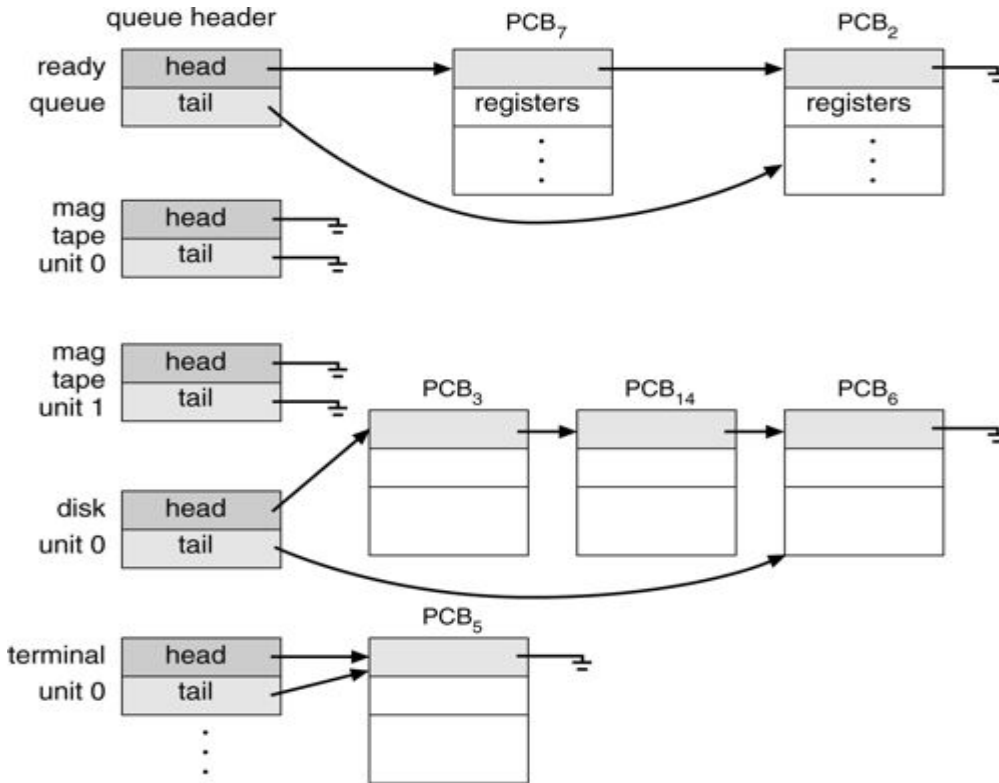 queue header
PCB7
PCB2
ready
queue
head
tail
registers
registers
mag
tape
unit 0
head
tail
mag
tape
unit 1
head
tail
PCB3
PCB14
PCB6
disk
unit 0
head
tail
PCB5
terminal
unit 0
head
tail